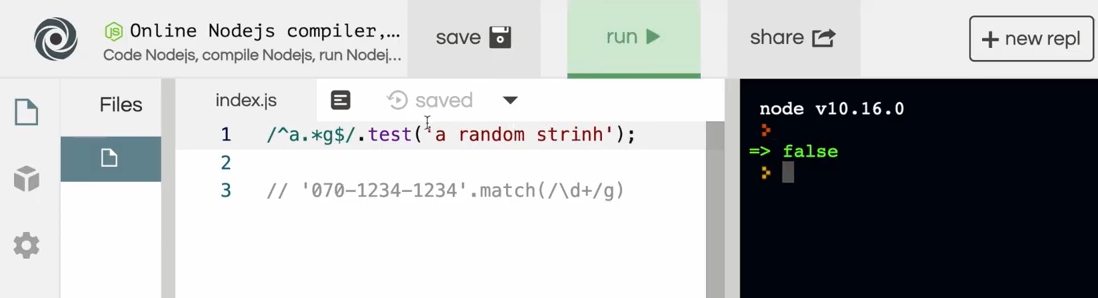 JS Online Nodejs compiler,...
Code Nodejs, compile Nodejs, run Nodej...
save
run
share
+ new repl
Files
index.js
saved
1 /^a.*g$/.test('a random strinh');
2
3 // '070-1234-1234'.match(/\d+/g)
node v10.16.0
=> false